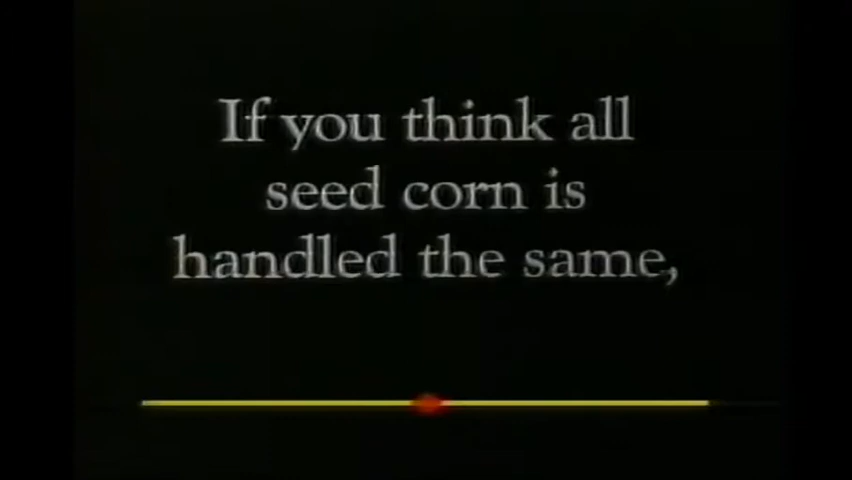 If you think all
seed corn is
handled the same,